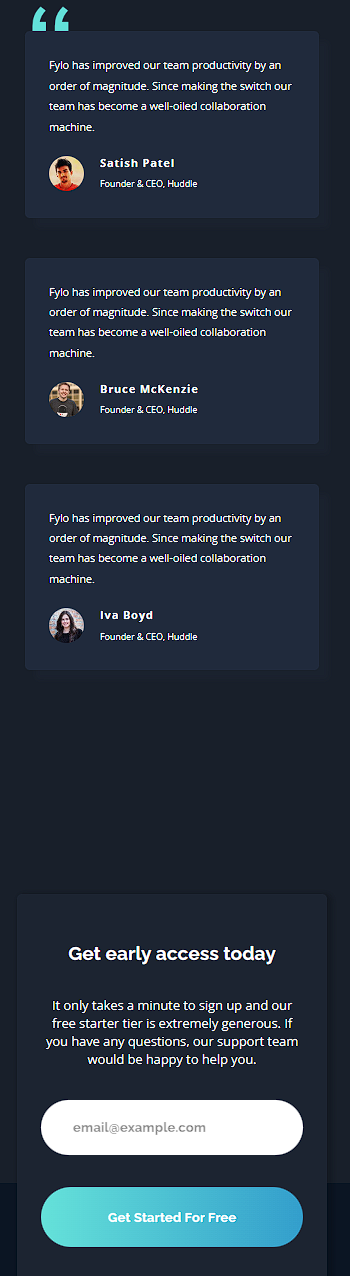 “
Fylo has improved our team productivity by an
order of magnitude. Since making the switch our
team has become a well-oiled collaboration
machine.
Satish Patel
Founder & CEO, Huddle
Fylo has improved our team productivity by an
order of magnitude. Since making the switch our
team has become a well-oiled collaboration
machine.
Bruce McKenzie
Founder & CEO, Huddle
Fylo has improved our team productivity by an
order of magnitude. Since making the switch our
team has become a well-oiled collaboration
machine.
Iva Boyd
Founder & CEO, Huddle
Get early access today
It only takes a minute to sign up and our
free starter tier is extremely generous. If
you have any questions, our support team
would be happy to help you.
email@example.com
Get Started For Free